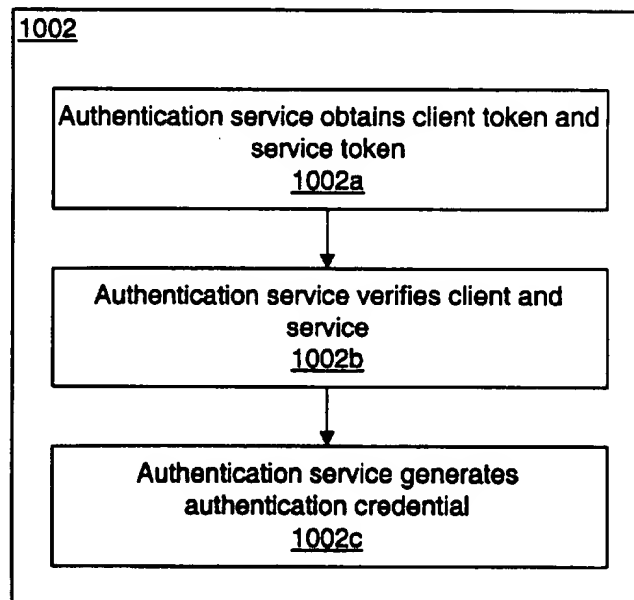 1002
Authentication service obtains client token and
service token
1002a
Authentication service verifies client and
service
1002b
Authentication service generates
authentication credential
1002c